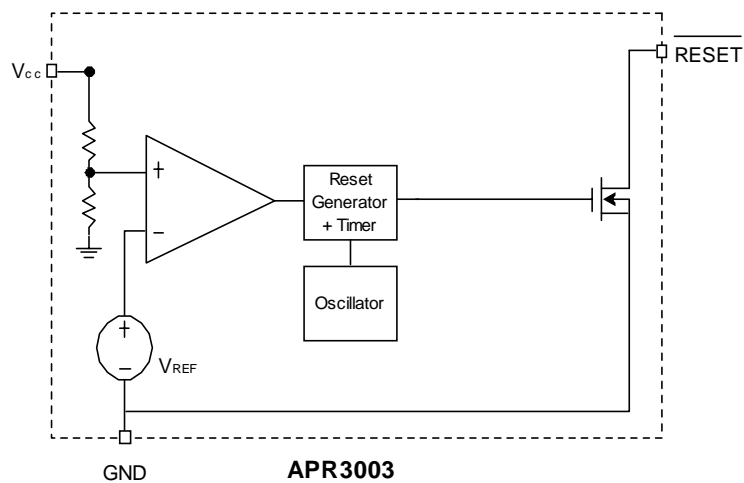 RESET
Vcc
+
Reset
Generator
+ Timer
−
Oscillator
+
−
VREF
GND
APR3003